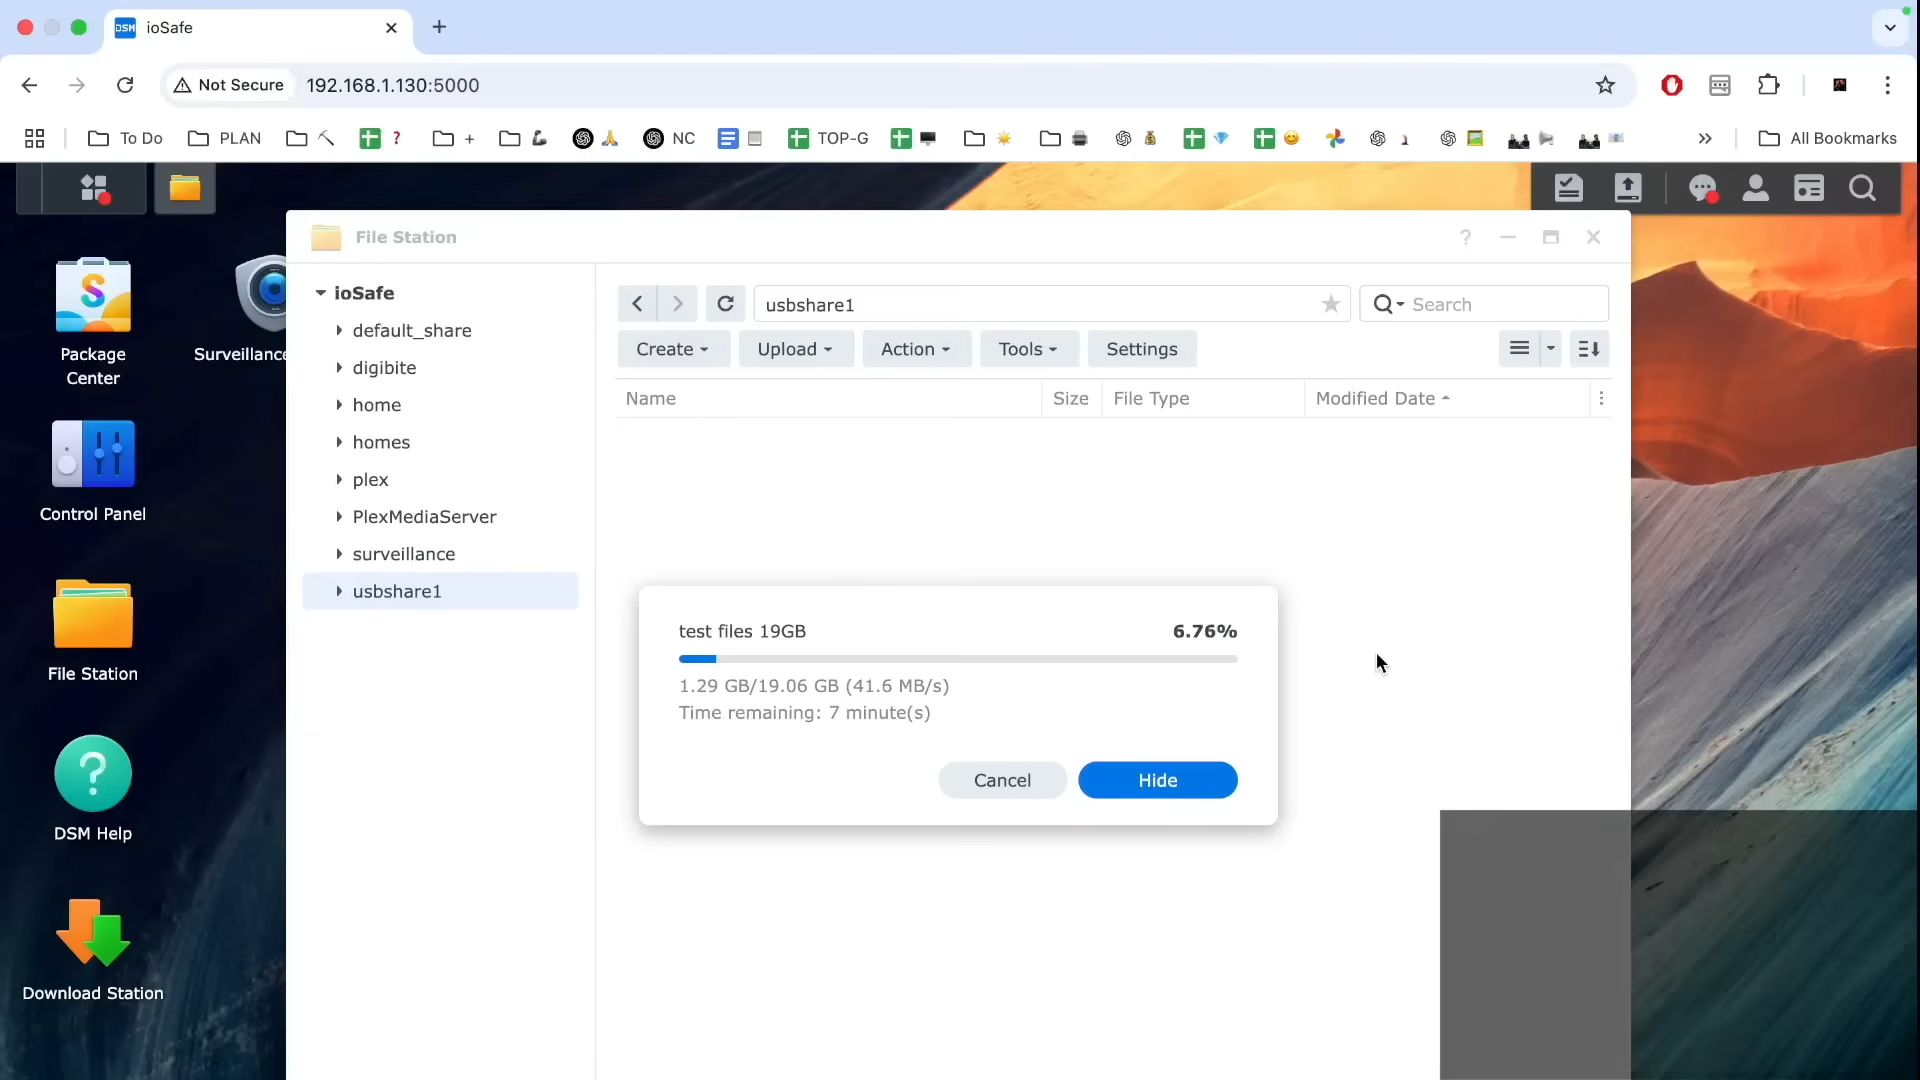 DSM ioSafe
Not Secure 192.168.1.130:5000
To Do PLAN ? + NC TOP-G All Bookmarks
File Station
ioSafe
default_share
digibite
home
homes
plex
PlexMediaServer
surveillance
usbshare1
usbshare1 Search
Create Upload Action Tools Settings
Name Size File Type Modified Date
test files 19GB 6.76%
1.29 GB/19.06 GB (41.6 MB/s)
Time remaining: 7 minute(s)
Cancel Hide
Package
Center
Surveillance
Control Panel
File Station
?
DSM Help
Download Station